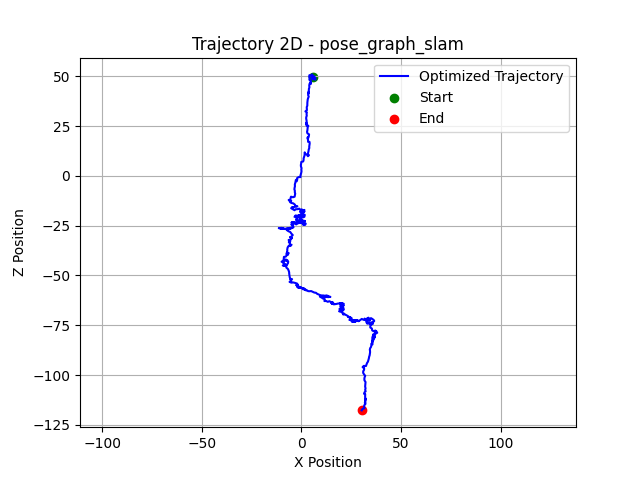 Trajectory 2D - pose_graph_slam
Optimized Trajectory
Start
End
Z Position
50
25
0
−25
−50
−75
−100
−125
−100
−50
0
50
100
X Position